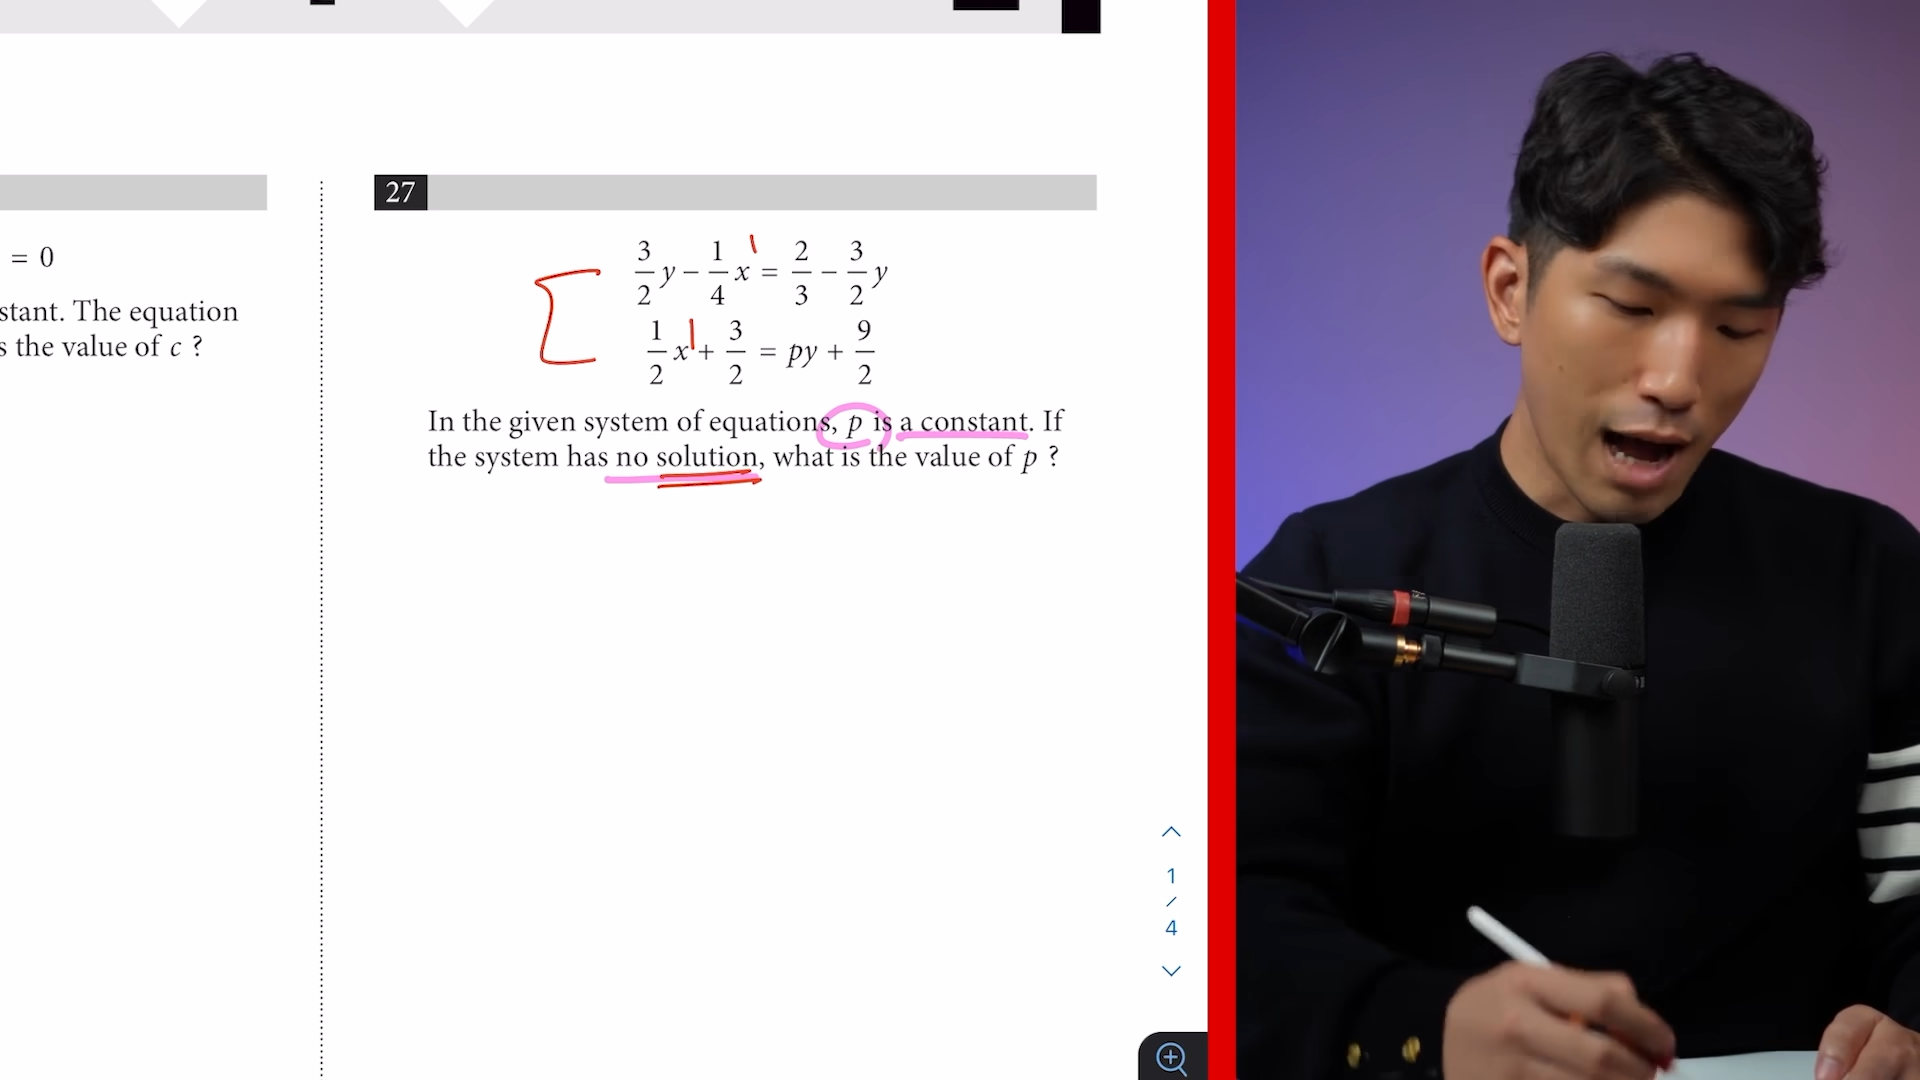 = 0
stant. The equation
s the value of c ?
27
3/2 y − 1/4 x = 2/3 − 3/2 y
1/2 x + 3/2 = py + 9/2
In the given system of equations, p is a constant. If
the system has no solution, what is the value of p ?
1
/
4